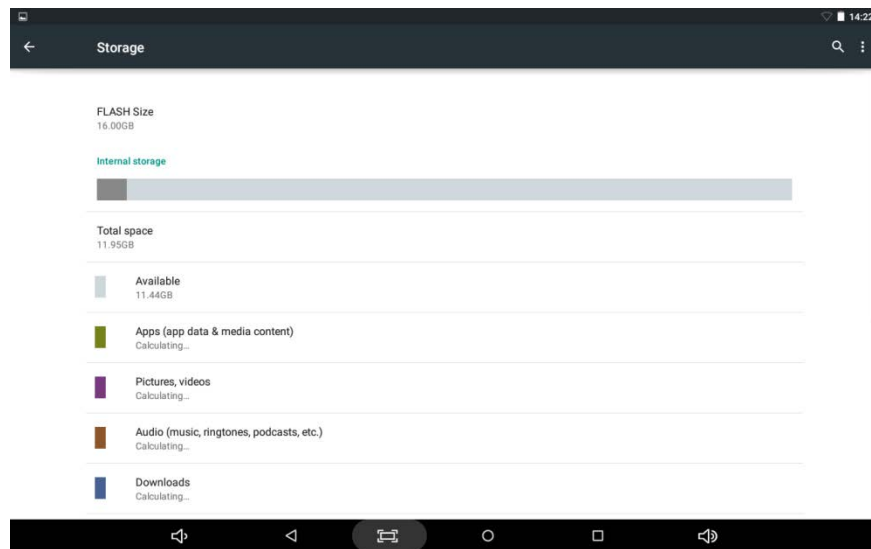 14:22
Storage
FLASH Size
16.00GB
Internal storage
Total space
11.95GB
Available
11.44GB
Apps (app data & media content)
Calculating...
Pictures, videos
Calculating...
Audio (music, ringtones, podcasts, etc.)
Calculating...
Downloads
Calculating...